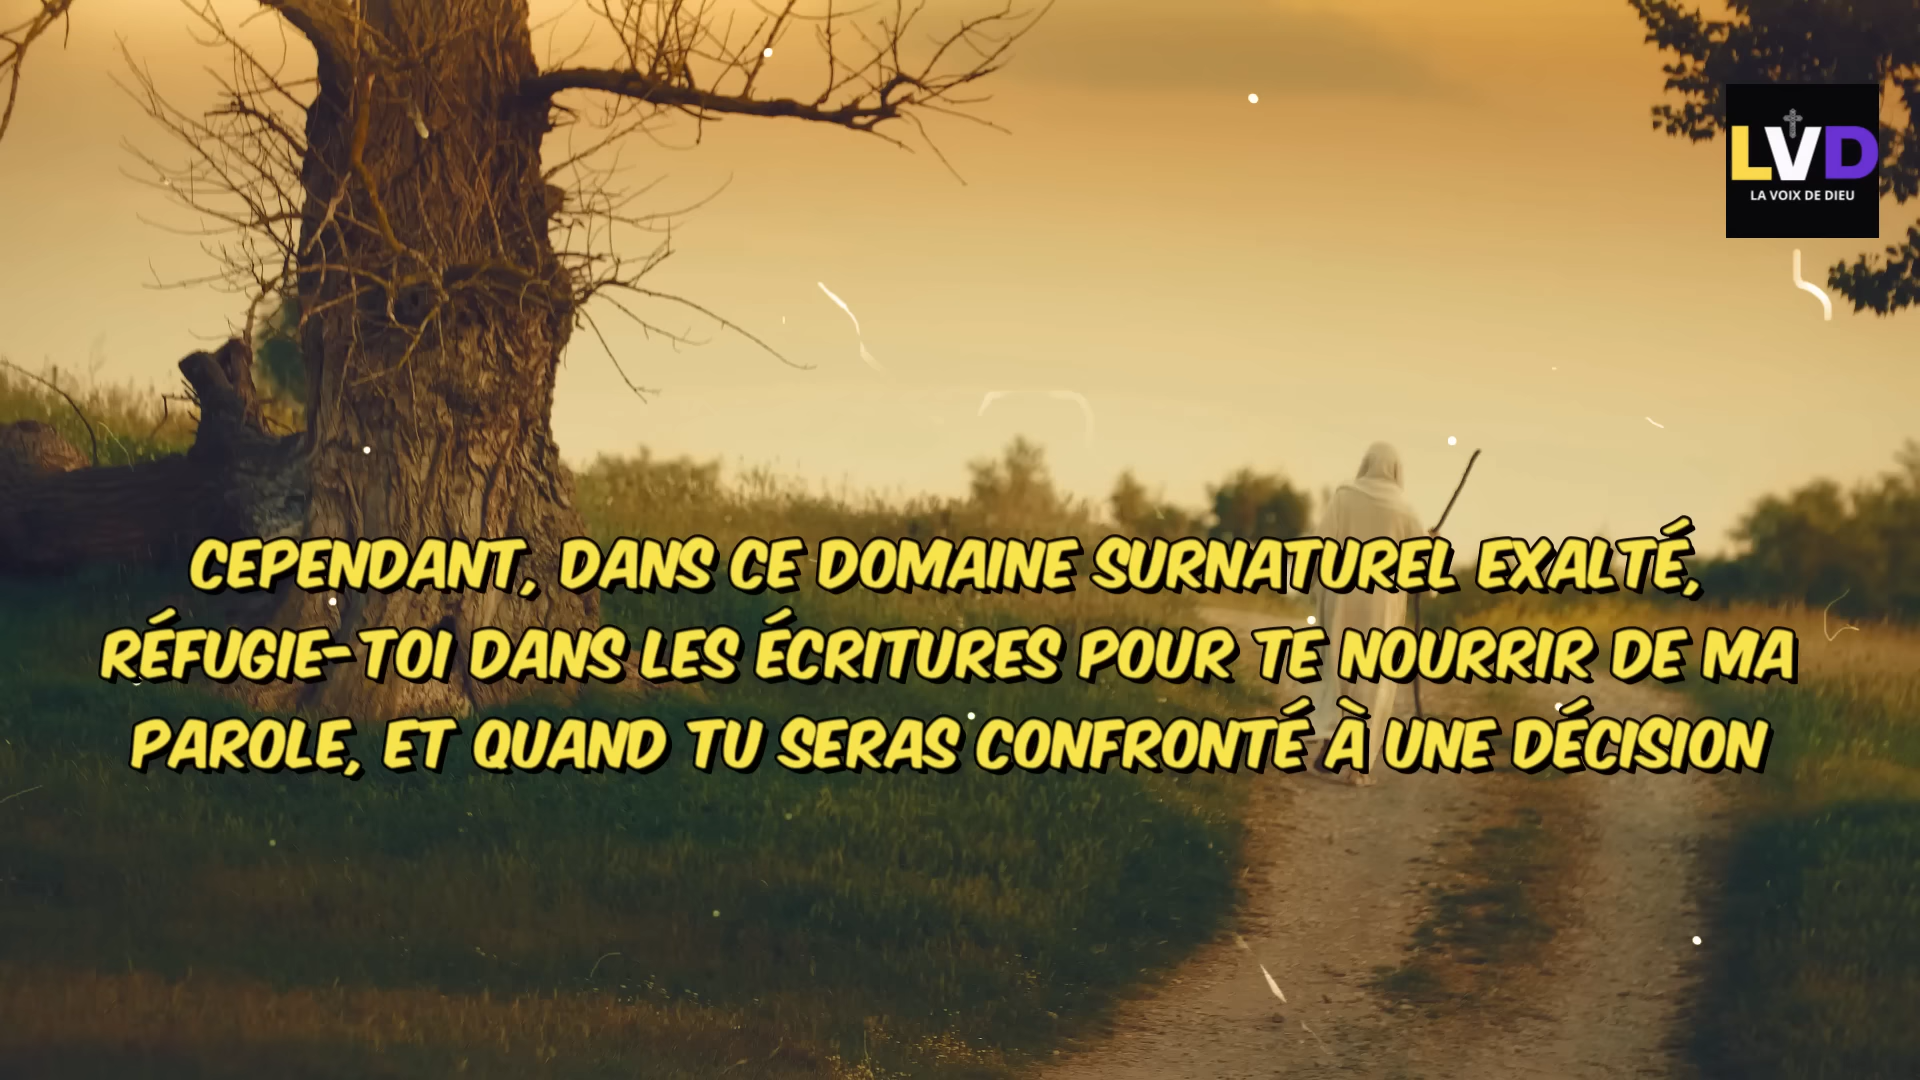 LVD
LA VOIX DE DIEU
CEPENDANT, DANS CE DOMAINE SURNATUREL EXALTÉ,
RÉFUGIE-TOI DANS LES ÉCRITURES POUR TE NOURRIR DE MA
PAROLE, ET QUAND TU SERAS CONFRONTÉ À UNE DÉCISION